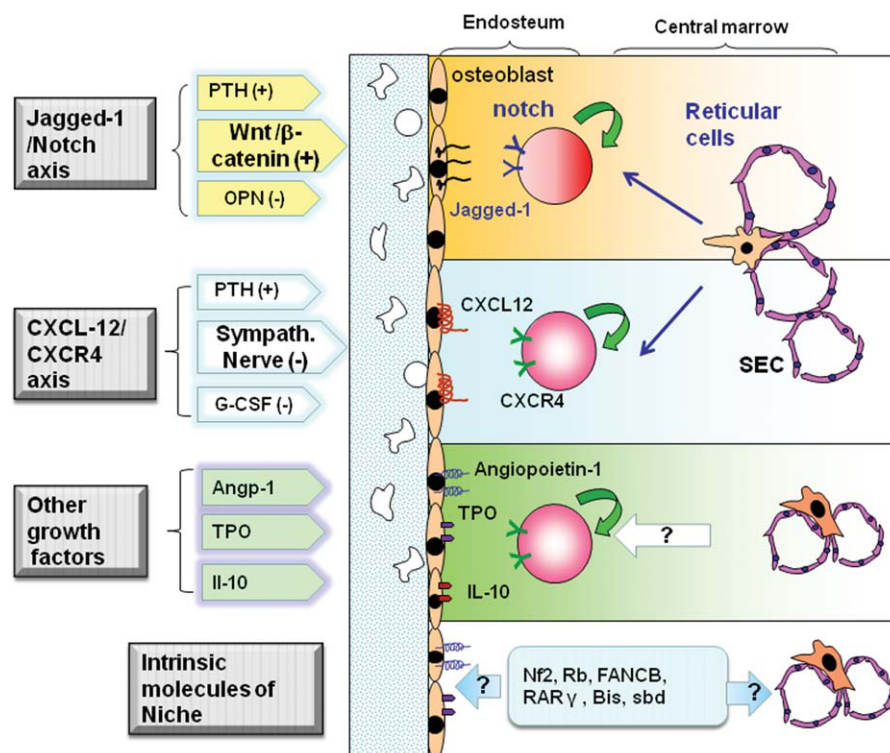 Endosteum
Central marrow
Jagged-1
/Notch
axis
PTH (+)
Wnt/β-
catenin (+)
OPN (-)
osteoblast
notch
Jagged-1
Reticular
cells
CXCL-12/
CXCR4
axis
PTH (+)
Sympath.
Nerve (-)
G-CSF (-)
CXCL12
CXCR4
SEC
Other
growth
factors
Angp-1
TPO
Il-10
Angiopoietin-1
TPO
IL-10
?
Intrinsic
molecules of
Niche
?
Nf2, Rb, FANCB,
RAR γ, Bis, sbd
?